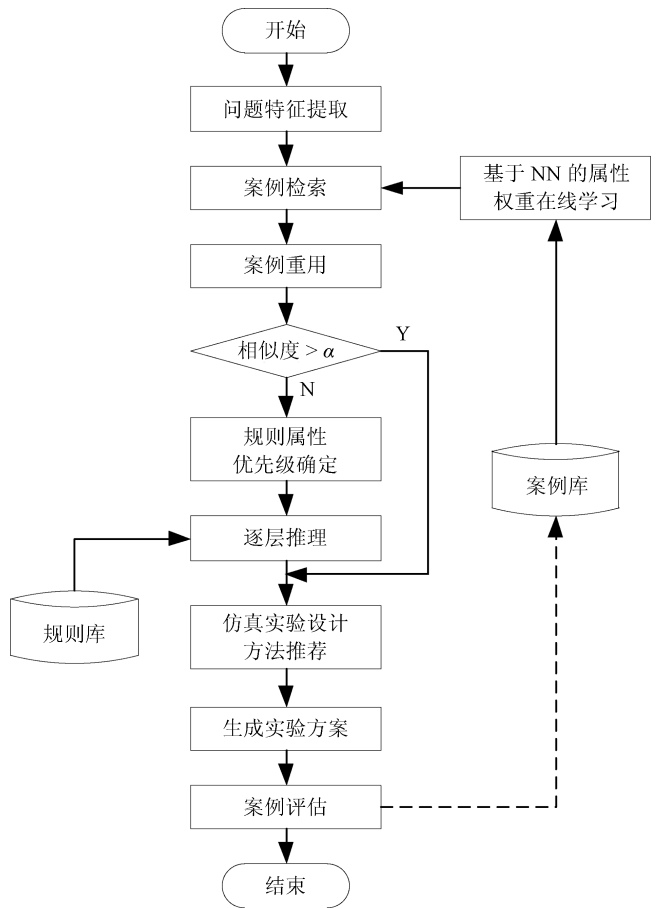 开始
问题特征提取
案例检索
基于 NN 的属性
权重在线学习
案例重用
相似度 > α
Y
N
规则属性
优先级确定
案例库
逐层推理
规则库
仿真实验设计
方法推荐
生成实验方案
案例评估
结束